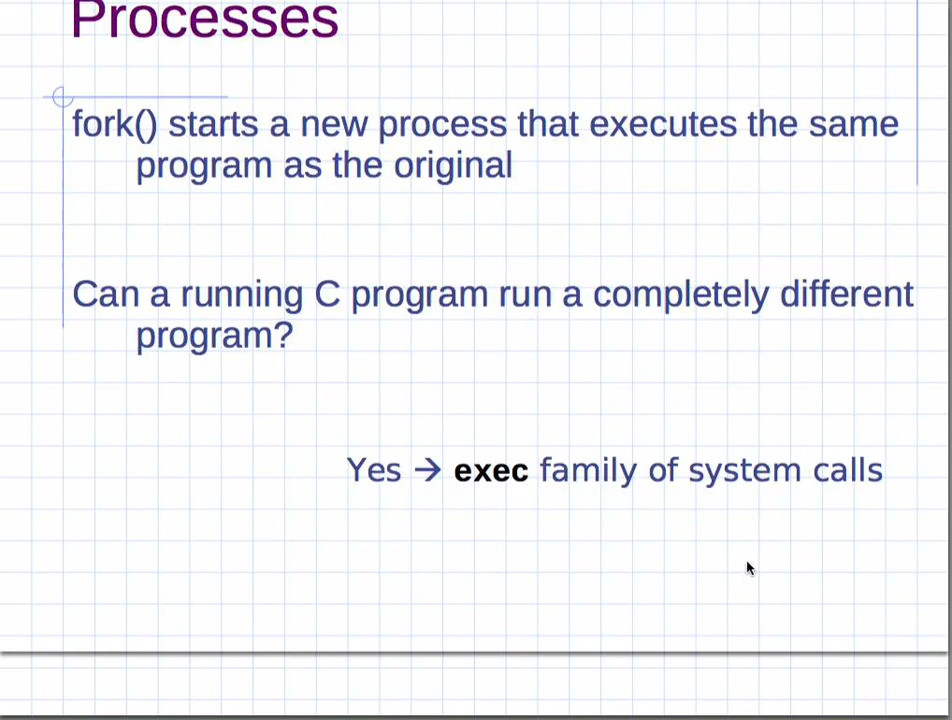 Processes
fork() starts a new process that executes the same
program as the original
Can a running C program run a completely different
program?
Yes → exec family of system calls